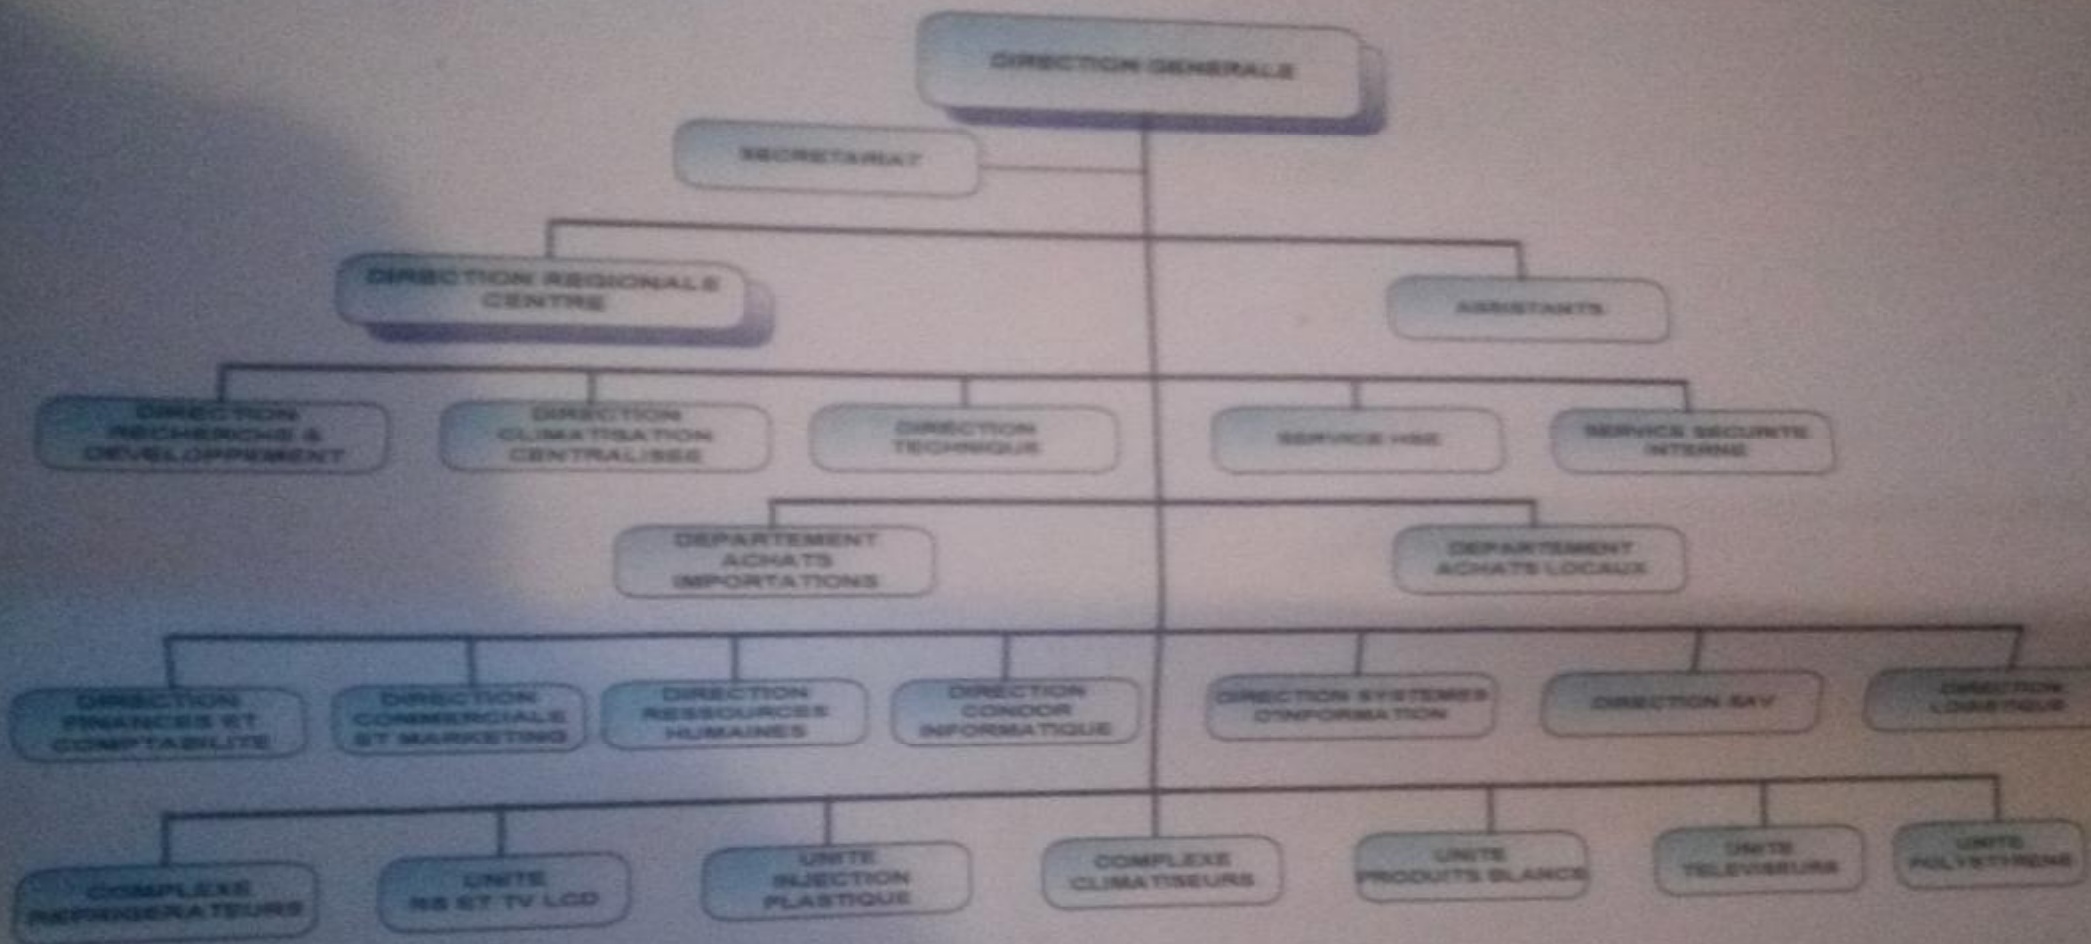 DIRECTION GENERALE
SECRETARIAT
DIRECTION REGIONALE
CENTRE
ASSISTANTS
DIRECTION
RECHERCHE &
DEVELOPPEMENT
DIRECTION
CLIMATISATION
CENTRALISEE
DIRECTION
TECHNIQUE
SERVICE HSE
SERVICE SECURITE
INTERNE
DEPARTEMENT
ACHATS
IMPORTATIONS
DEPARTEMENT
ACHATS LOCAUX
DIRECTION
FINANCES ET
COMPTABILITE
DIRECTION
COMMERCIALE
ET MARKETING
DIRECTION
RESSOURCES
HUMAINES
DIRECTION
CONDOR
INFORMATIQUE
DIRECTION SYSTEMES
D'INFORMATION
DIRECTION SAV
DIRECTION
LOGISTIQUE
COMPLEXE
REFRIGERATEURS
UNITE
RS ET TV LCD
UNITE
INJECTION
PLASTIQUE
COMPLEXE
CLIMATISEURS
UNITE
PRODUITS BLANCS
UNITE
TELEVISEURS
UNITE
POLYSTYRENE